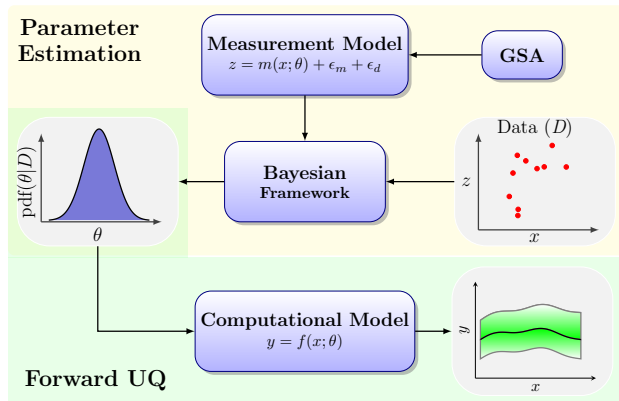 Parameter
Estimation
Measurement Model
z = m(x; θ) + ϵ_m + ϵ_d
GSA
pdf(θ|D)
θ
Bayesian
Framework
Data (D)
z
x
Computational Model
y = f(x; θ)
y
x
Forward UQ